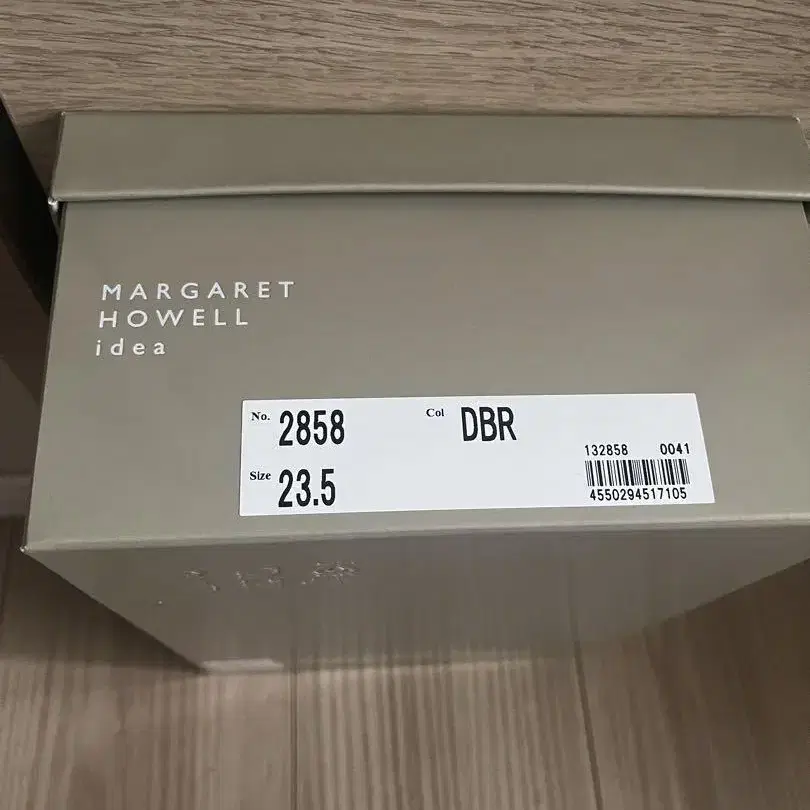 MARGARET
HOWELL
idea
No. 2858 Col DBR
Size 23.5
132858 0041
4550294517105